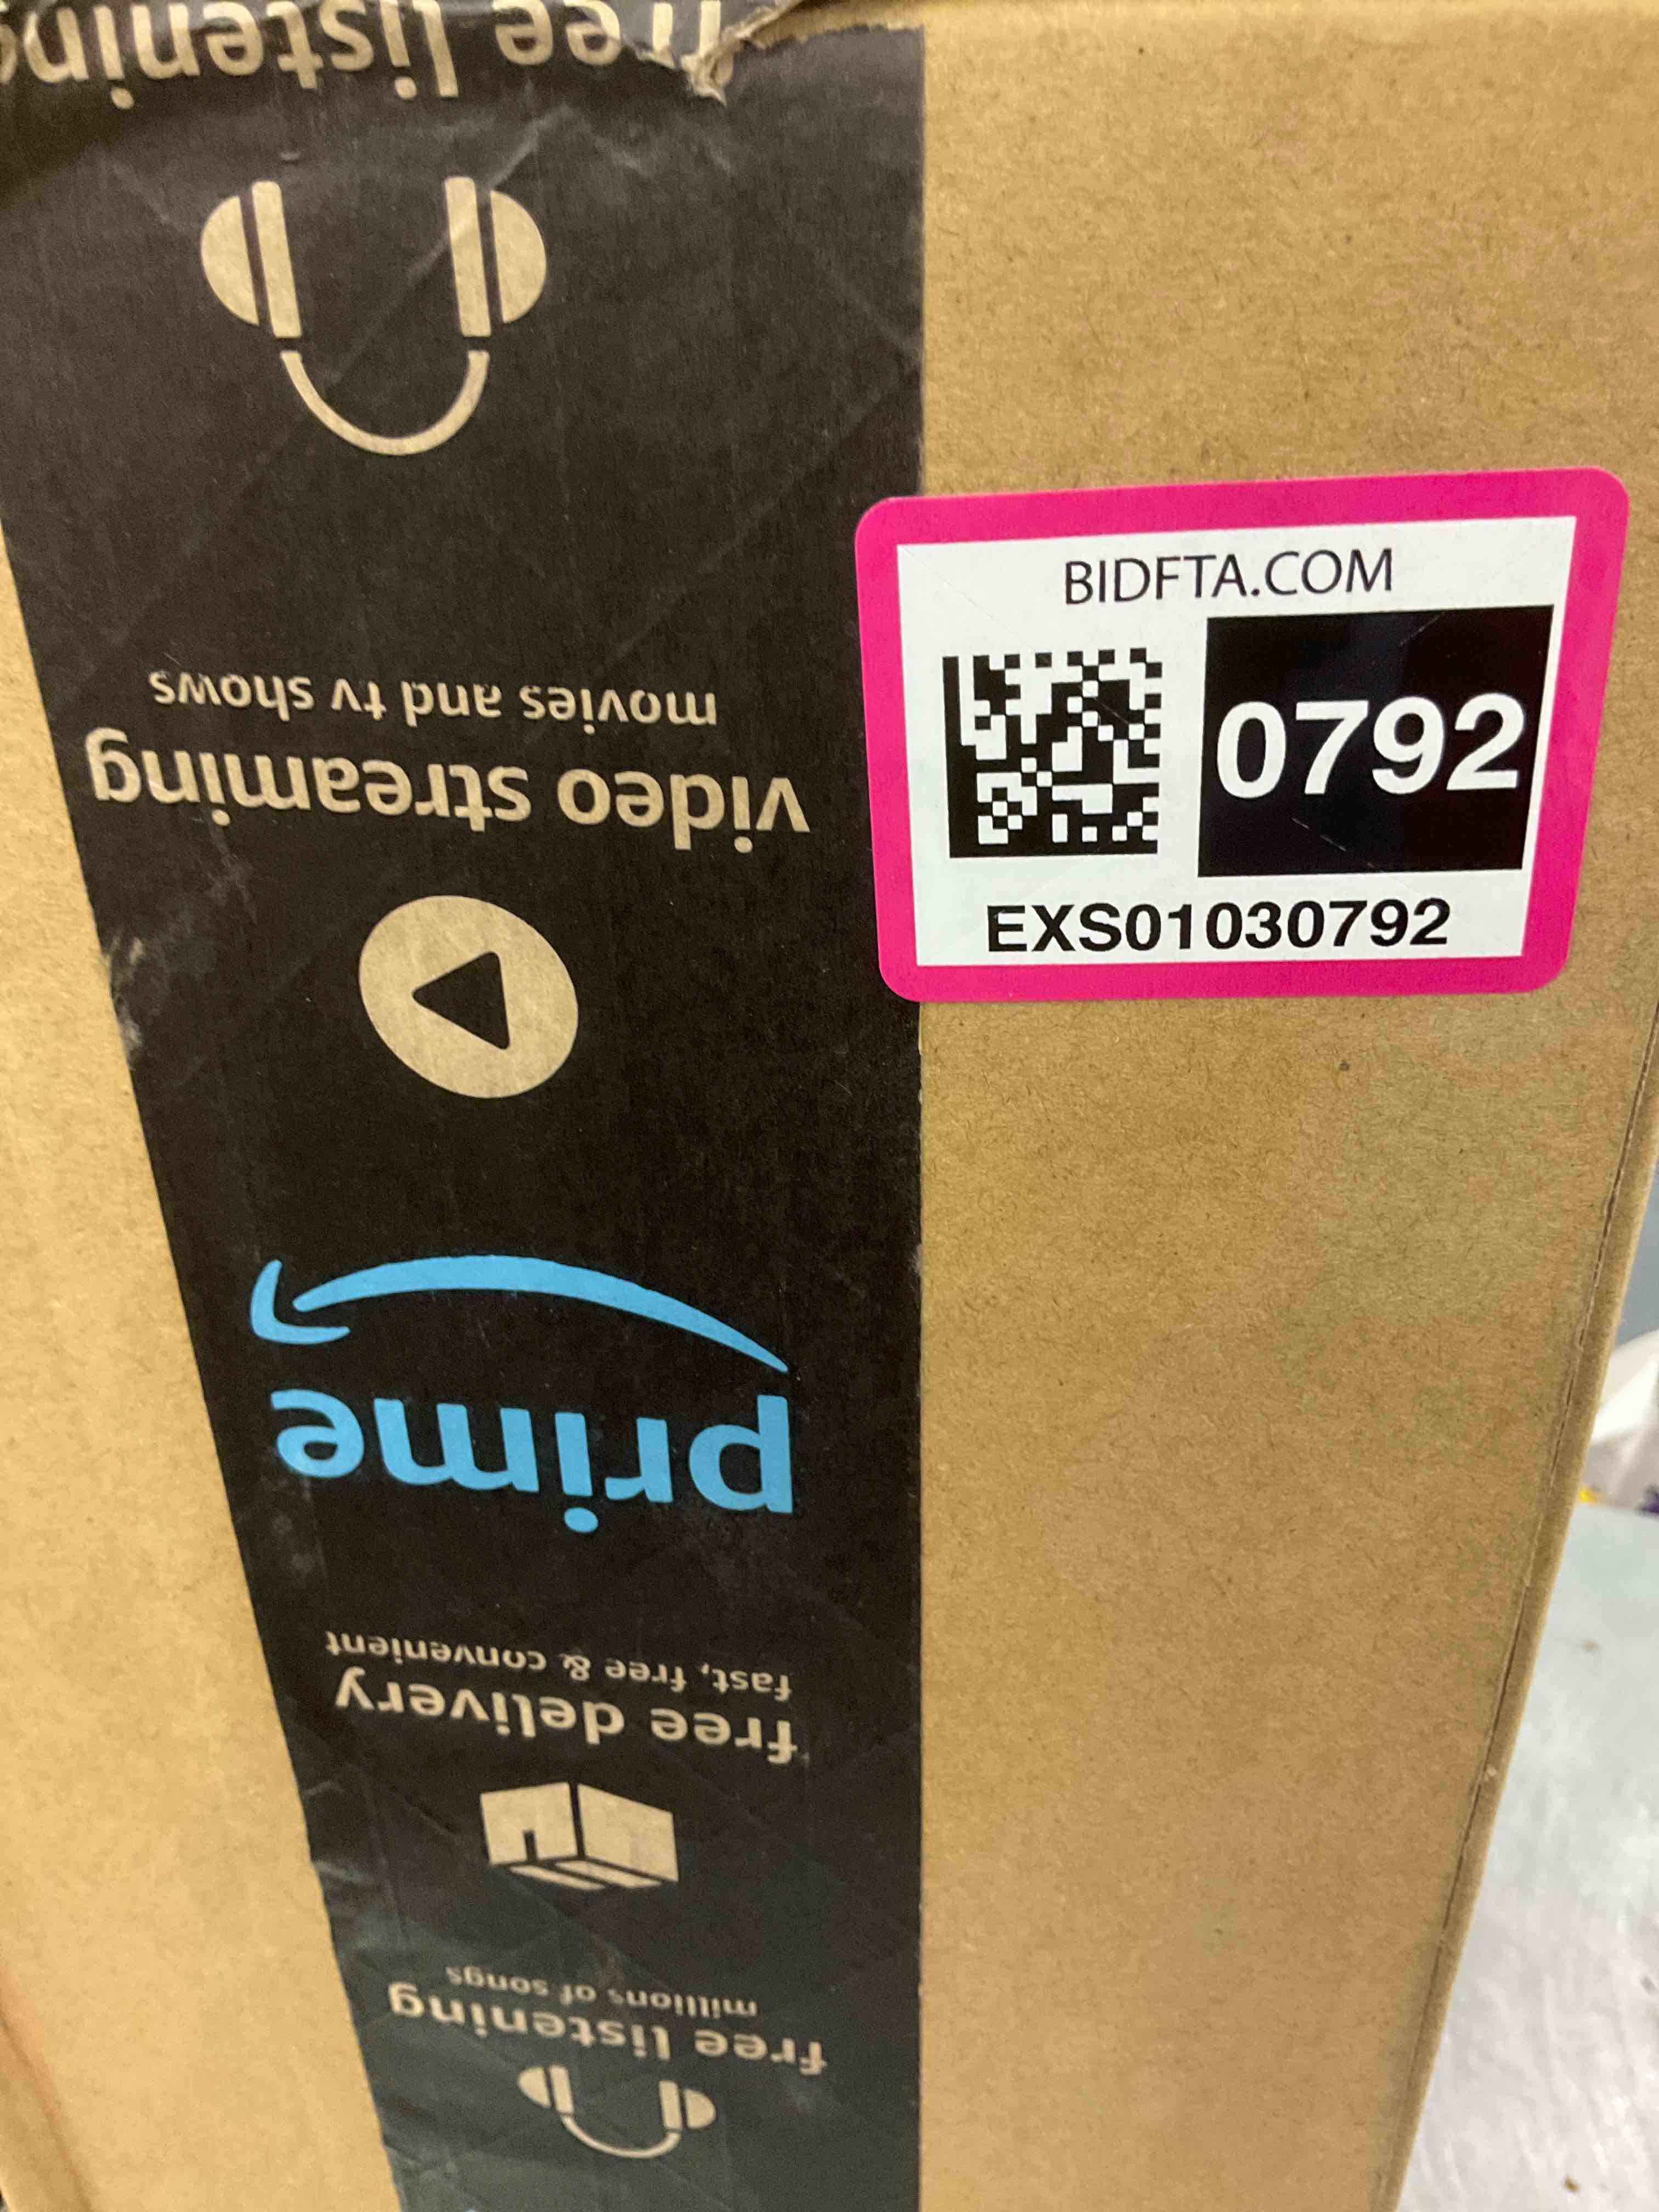 free listening
BIDFTA.COM
0792
EXS01030792
movies and tv shows
video streaming
prime
fast, free & convenient
free delivery
millions of songs
free listening